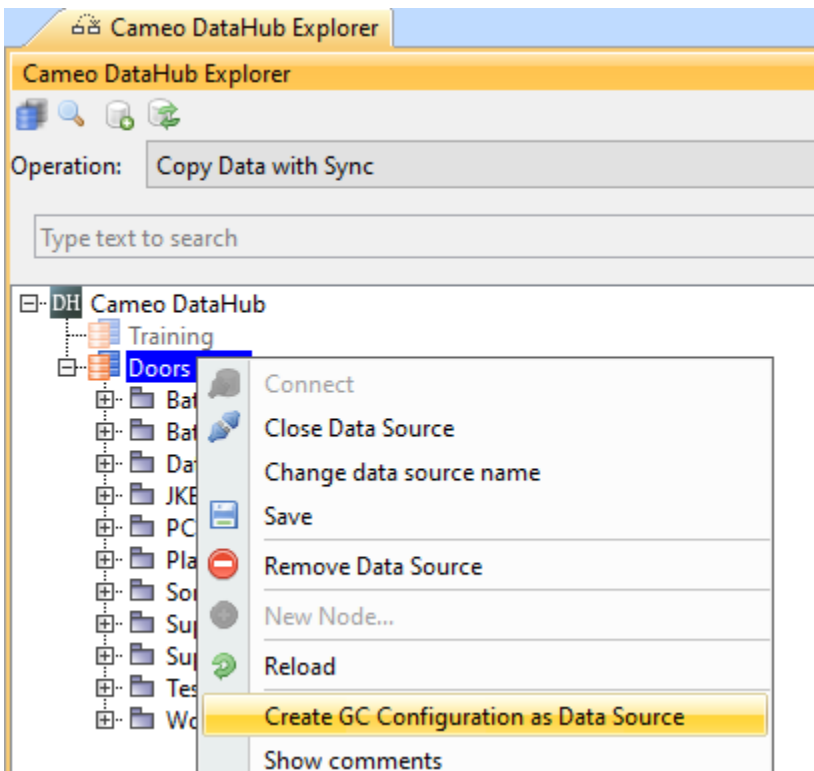 Cameo DataHub Explorer
Cameo DataHub Explorer
Operation: Copy Data with Sync
Type text to search
DH Cameo DataHub
Training
Doors
Connect
Close Data Source
Change data source name
Save
Remove Data Source
New Node...
Reload
Create GC Configuration as Data Source
Show comments